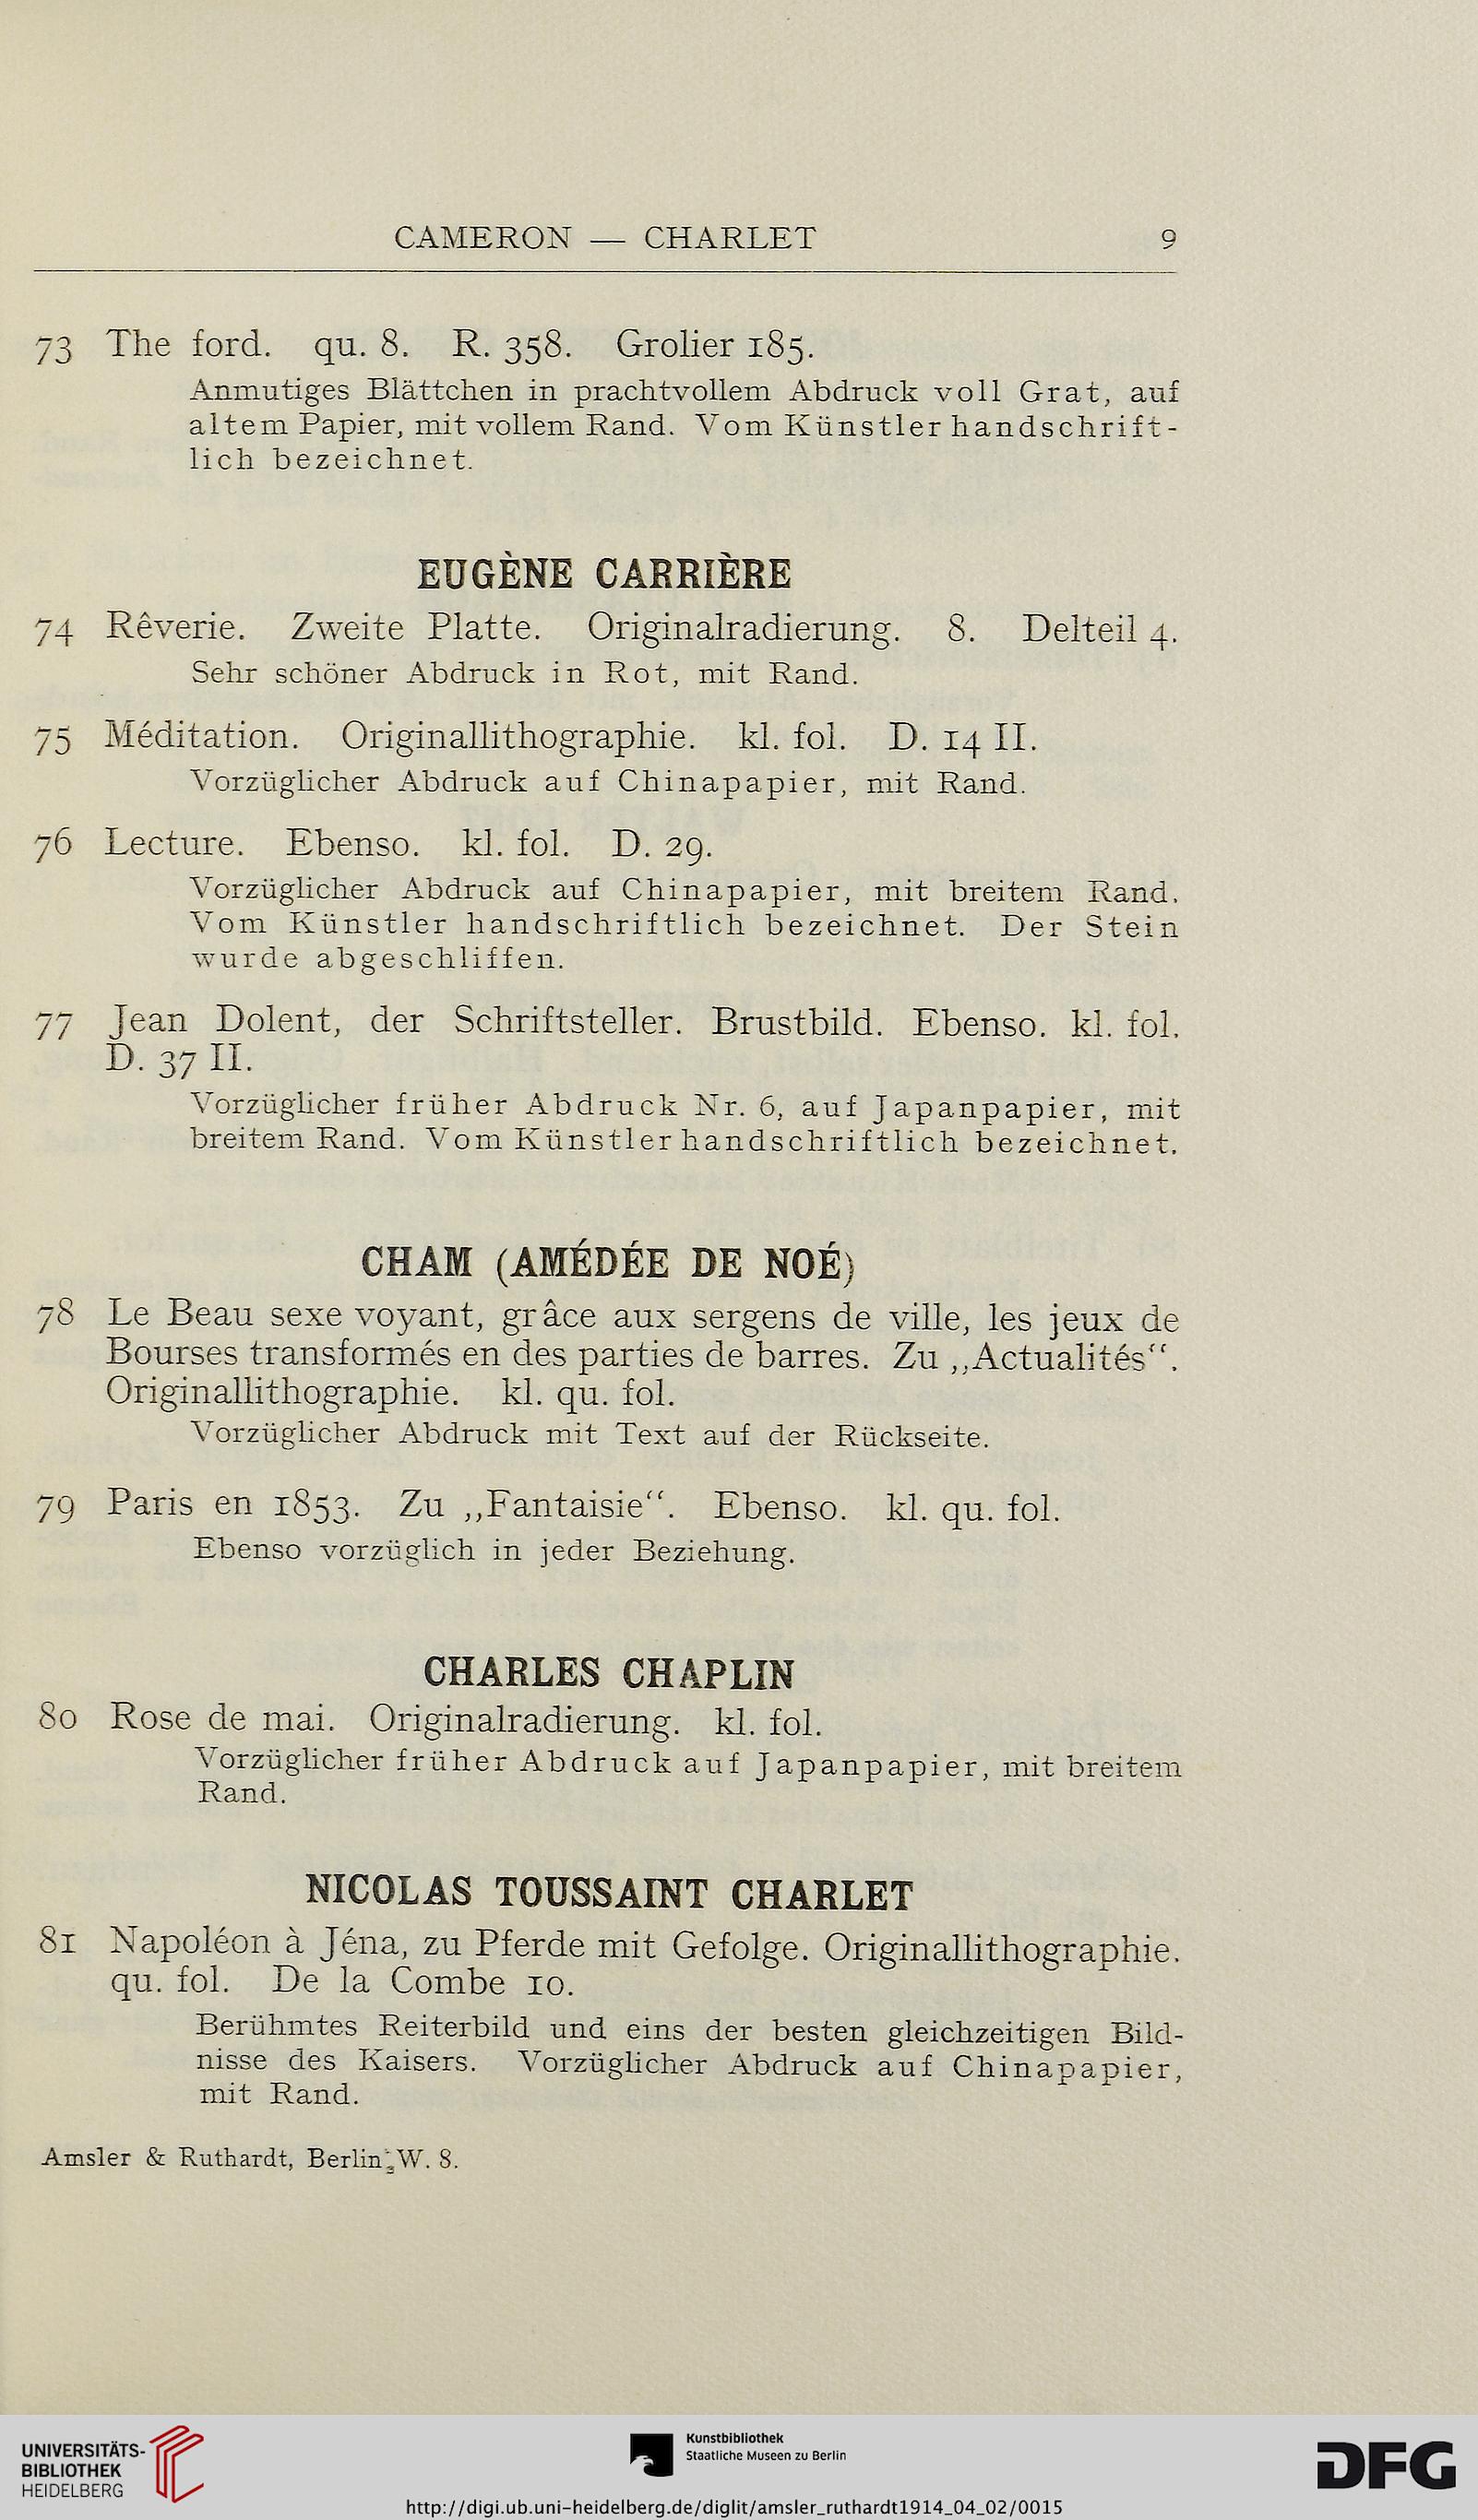 CAMERON — CHARLET 9
73 The ford. qu. 8. R. 358. Grolier 185.
Anmutiges Blättchen in prachtvollem Abdruck voll Grat, auf
altem Papier, mit vollem Rand. Vom Künstler handschrift-
lich bezeichnet.
EUGÈNE CARRIÈRE
74 Rêverie. Zweite Platte. Originalradierung. 8. Delteil 4.
Sehr schöner Abdruck in Rot, mit Rand.
75 Méditation. Originallithographie. kl. fol. D. 14 II.
Vorzüglicher Abdruck auf Chinapapier, mit Rand.
76 Lecture. Ebenso. kl. fol. D. 29.
Vorzüglicher Abdruck auf Chinapapier, mit breitem Rand.
Vom Künstler handschriftlich bezeichnet. Der Stein
wurde abgeschliffen.
77 Jean Dolent, der Schriftsteller. Brustbild. Ebenso. kl. fol.
D. 37 II.
Vorzüglicher früher Abdruck Nr. 6, auf Japanpapier, mit
breitem Rand. Vom Künstler handschriftlich bezeichnet.
CHAM (AMÉDÉE DE NOÉ)
78 Le Beau sexe voyant, grâce aux sergens de ville, les jeux de
Bourses transformés en des parties de barres. Zu „Actualités“.
Originallithographie. kl. qu. fol.
Vorzüglicher Abdruck mit Text auf der Rückseite.
79 Paris en 1853. Zu „Fantaisie“. Ebenso. kl. qu. fol.
Ebenso vorzüglich in jeder Beziehung.
CHARLES CHAPLIN
80 Rose de mai. Originalradierung. kl. fol.
Vorzüglicher früher Abdruck auf Japanpapier, mit breitem
Rand.
NICOLAS TOUSSAINT CHARLET
81 Napoléon à Jéna, zu Pferde mit Gefolge. Originallithographie.
qu. fol. De la Combe 10.
Berühmtes Reiterbild und eins der besten gleichzeitigen Bild-
nisse des Kaisers. Vorzüglicher Abdruck auf Chinapapier,
mit Rand.
Amsler & Ruthardt, Berlin W. 8.
UNIVERSITÄTS-
BIBLIOTHEK
HEIDELBERG
Kunstbibliothek
Staatliche Museen zu Berlin
DFG
http://digi.ub.uni-heidelberg.de/diglit/amsler_ruthardt1914_04_02/0015